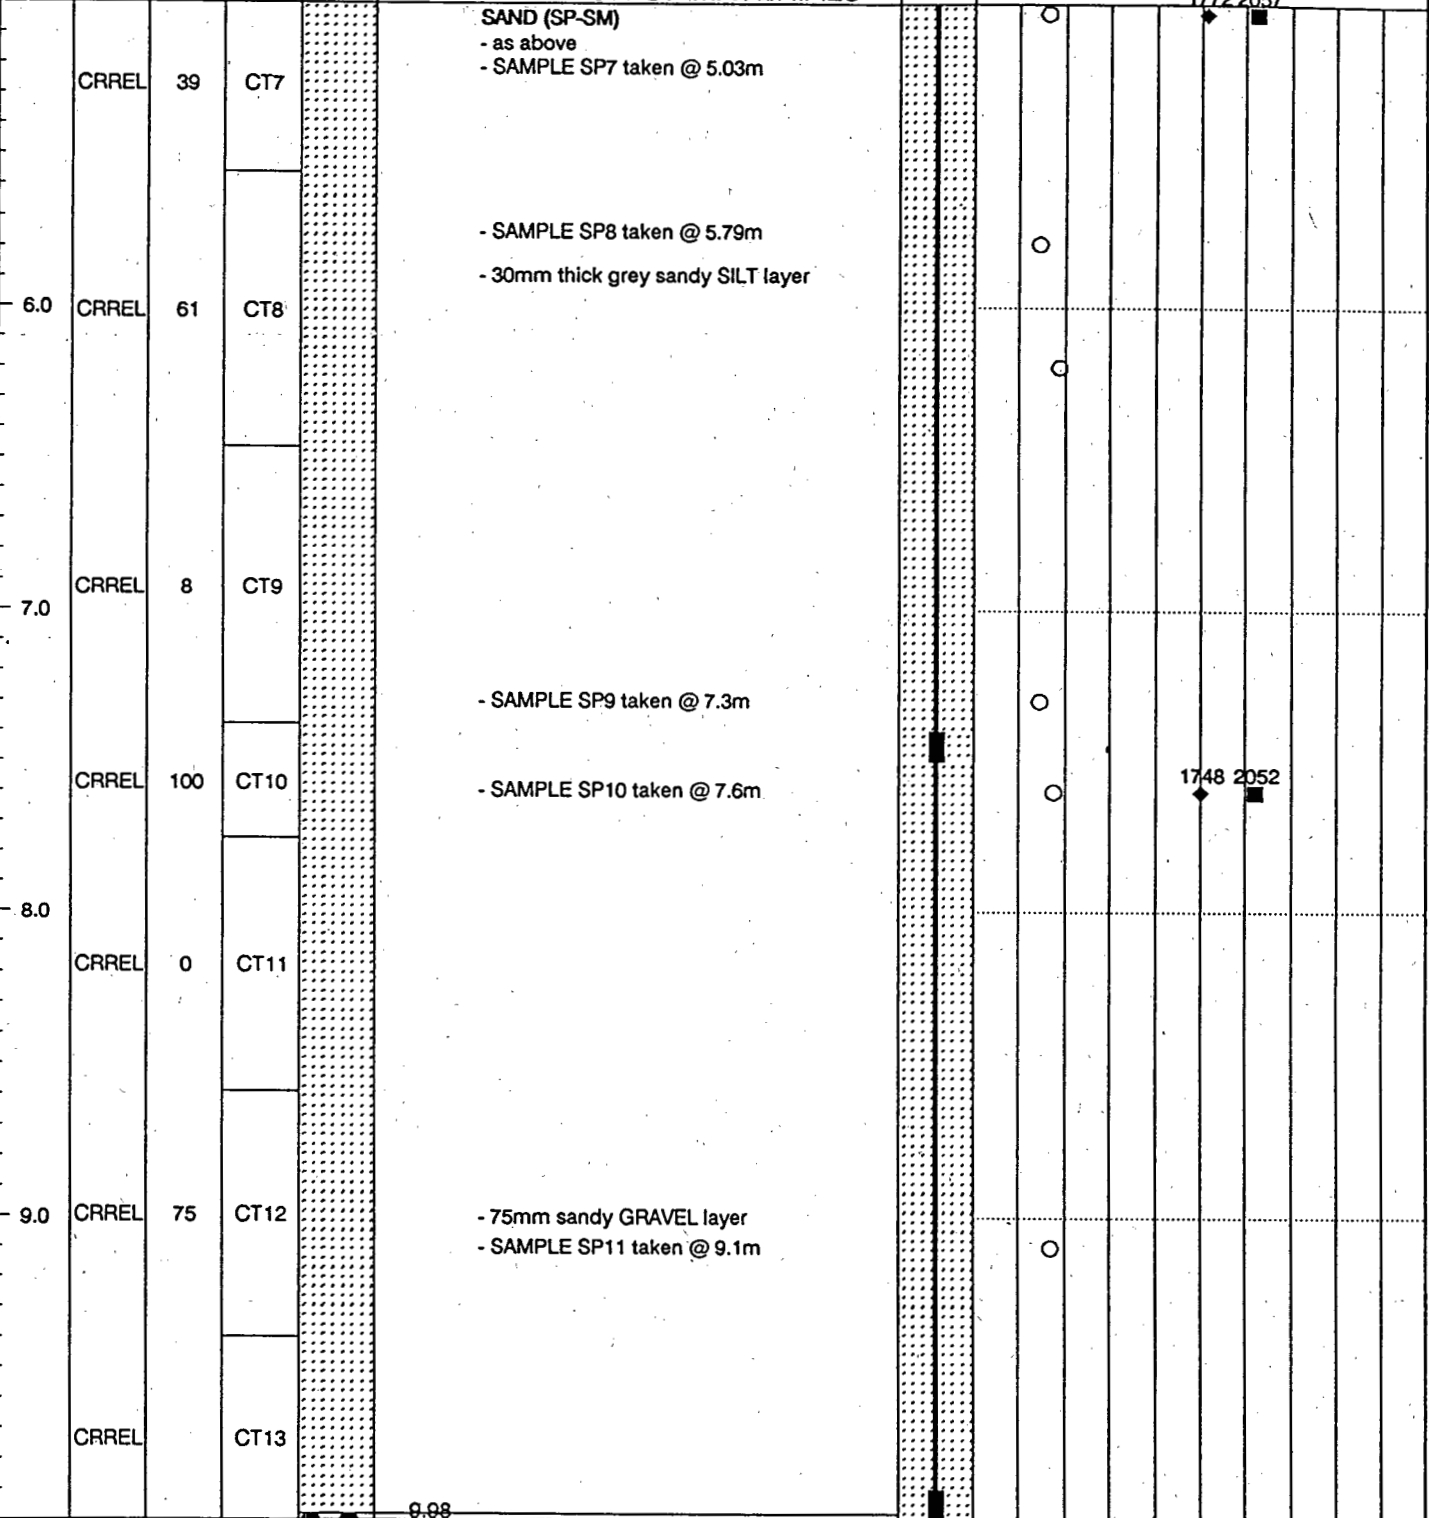 1772 2037
SAND (SP-SM)
- as above
- SAMPLE SP7 taken @ 5.03m
CRREL 39 CT7
- SAMPLE SP8 taken @ 5.79m
- 30mm thick grey sandy SILT layer
6.0 CRREL 61 CT8
CRREL 8 CT9
7.0
- SAMPLE SP9 taken @ 7.3m
CRREL 100 CT10
- SAMPLE SP10 taken @ 7.6m
1748 2052
8.0
CRREL 0 CT11
9.0 CRREL 75 CT12
- 75mm sandy GRAVEL layer
- SAMPLE SP11 taken @ 9.1m
CRREL CT13
9.98